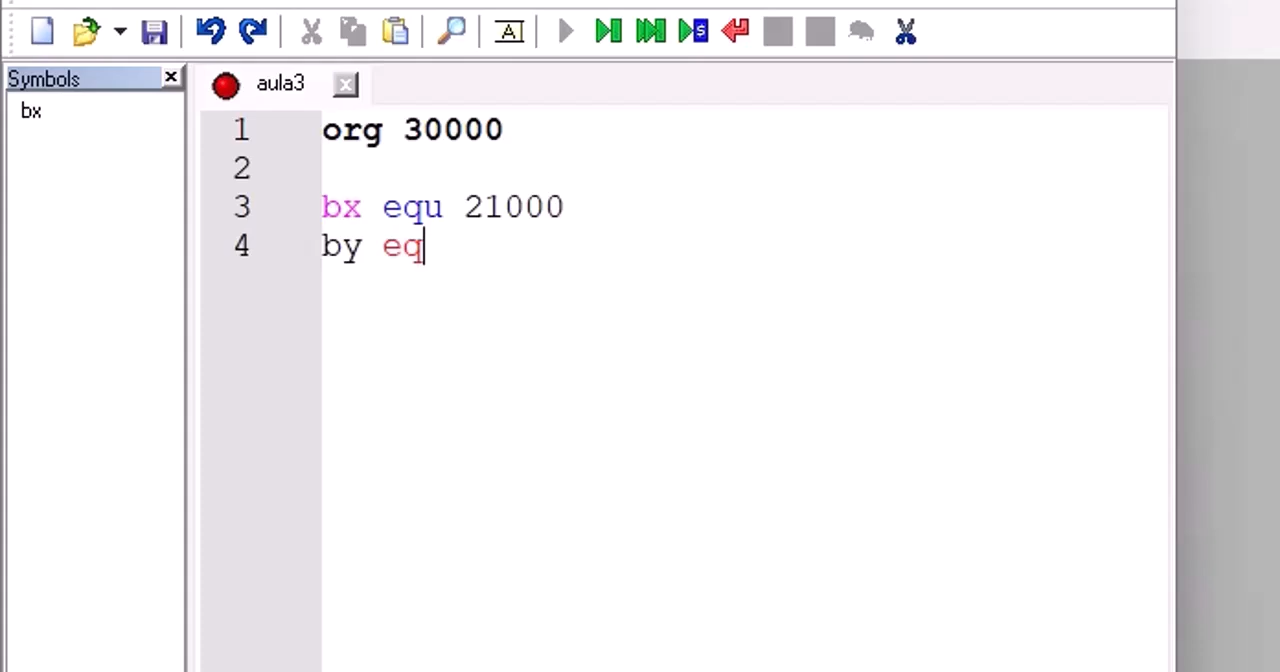 A
$
Symbols
aula3
bx
1 org 30000
2
3 bx equ 21000
4 by eq